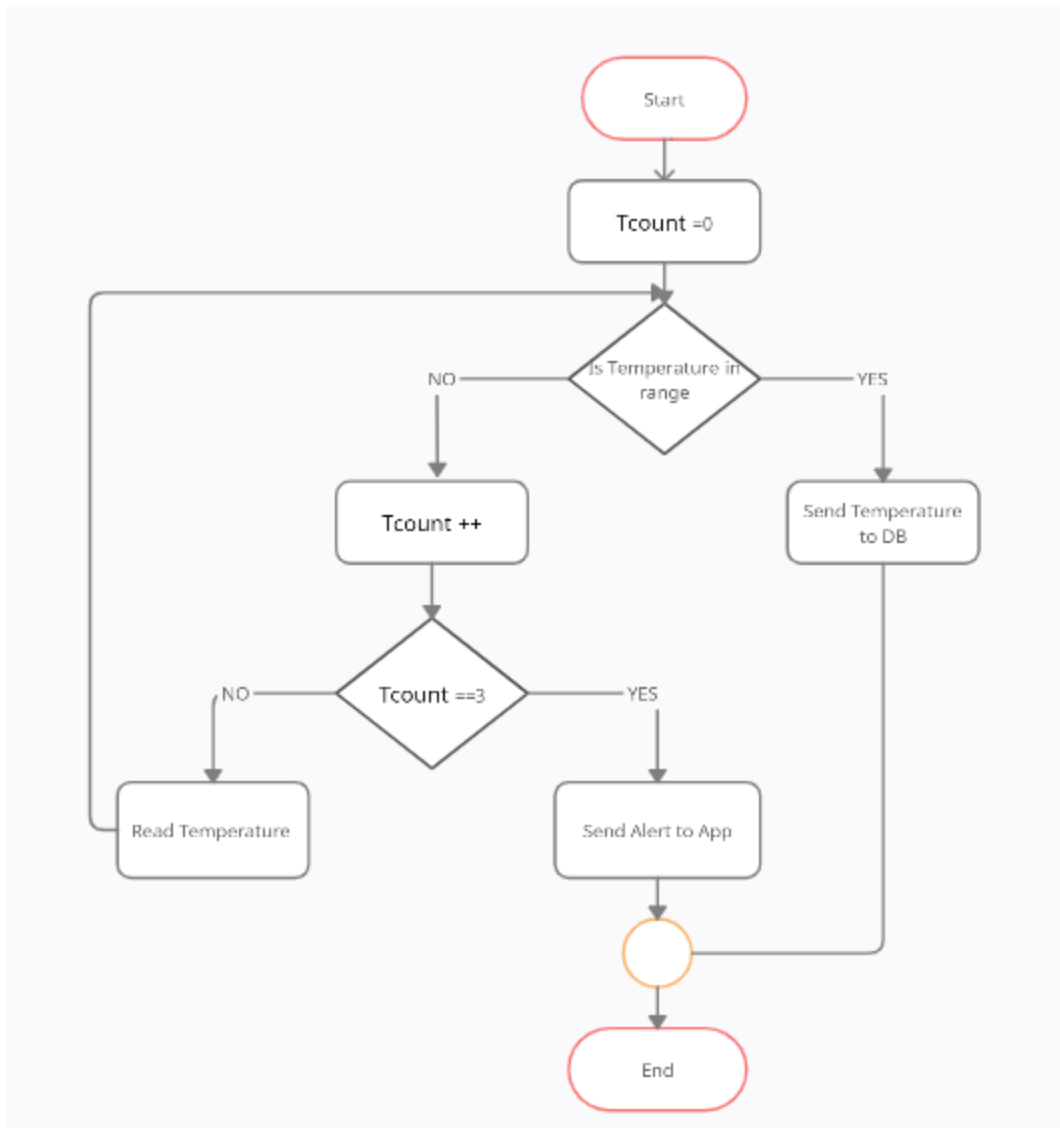 Start
Tcount =0
Is Temperature in
range
NO
YES
Tcount ++
Send Temperature
to DB
Tcount ==3
NO
YES
Read Temperature
Send Alert to App
End